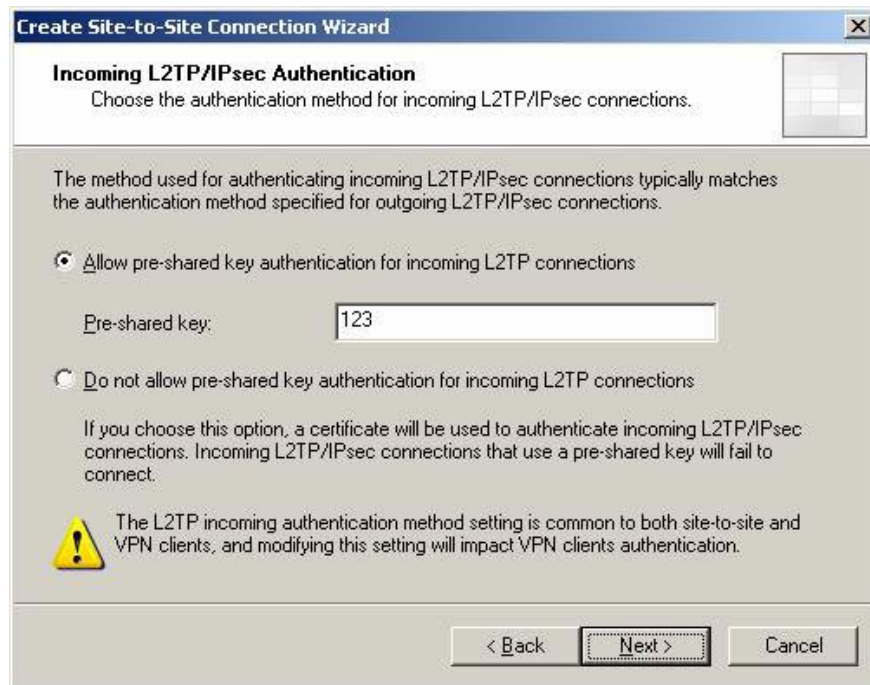 Create Site-to-Site Connection Wizard
Incoming L2TP/IPsec Authentication
Choose the authentication method for incoming L2TP/IPsec connections.
The method used for authenticating incoming L2TP/IPsec connections typically matches
the authentication method specified for outgoing L2TP/IPsec connections.
Allow pre-shared key authentication for incoming L2TP connections
Pre-shared key: 123
Do not allow pre-shared key authentication for incoming L2TP connections
If you choose this option, a certificate will be used to authenticate incoming L2TP/IPsec
connections. Incoming L2TP/IPsec connections that use a pre-shared key will fail to
connect.
The L2TP incoming authentication method setting is common to both site-to-site and
VPN clients, and modifying this setting will impact VPN clients authentication.
< Back Next > Cancel